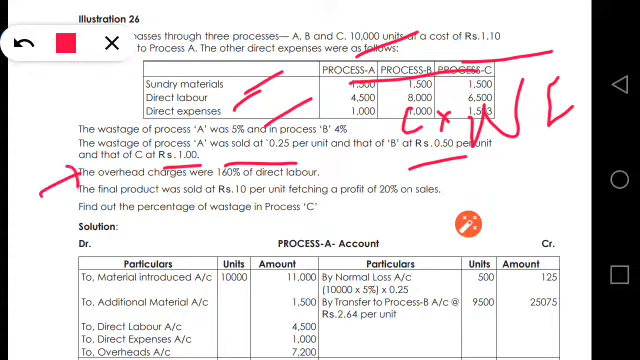 Illustration 26
passes through three processes— A, B and C. 10,000 units at a cost of Rs.1.10
to Process A. The other direct expenses were as follows:
PROCESS-A PROCESS-B PROCESS-C
Sundry materials 1,500 1,500 1,500
Direct labour 4,500 8,000 6,500
Direct expenses 1,000 1,000
The wastage of process 'A' was 5% and in process 'B' 4%
The wastage of process 'A' was sold at `0.25 per unit and that of 'B' at Rs.0.50 per unit
and that of C at Rs.1.00.
The overhead charges were 160% of direct labour.
The final product was sold at Rs.10 per unit fetching a profit of 20% on sales.
Find out the percentage of wastage in Process 'C'
Solution:
Dr. PROCESS-A- Account Cr.
Particulars Units Amount Particulars Units Amount
To, Material introduced A/c 10000 11,000 By Normal Loss A/c 500 125
(10000 x 5%) x 0.25
To, Additional Material A/c 1,500 By Transfer to Process-B A/c @ 9500 25075
Rs.2.64 per unit
To, Direct Labour A/c 4,500
To, Direct Expenses A/c 1,000
To, Overheads A/c 7,200